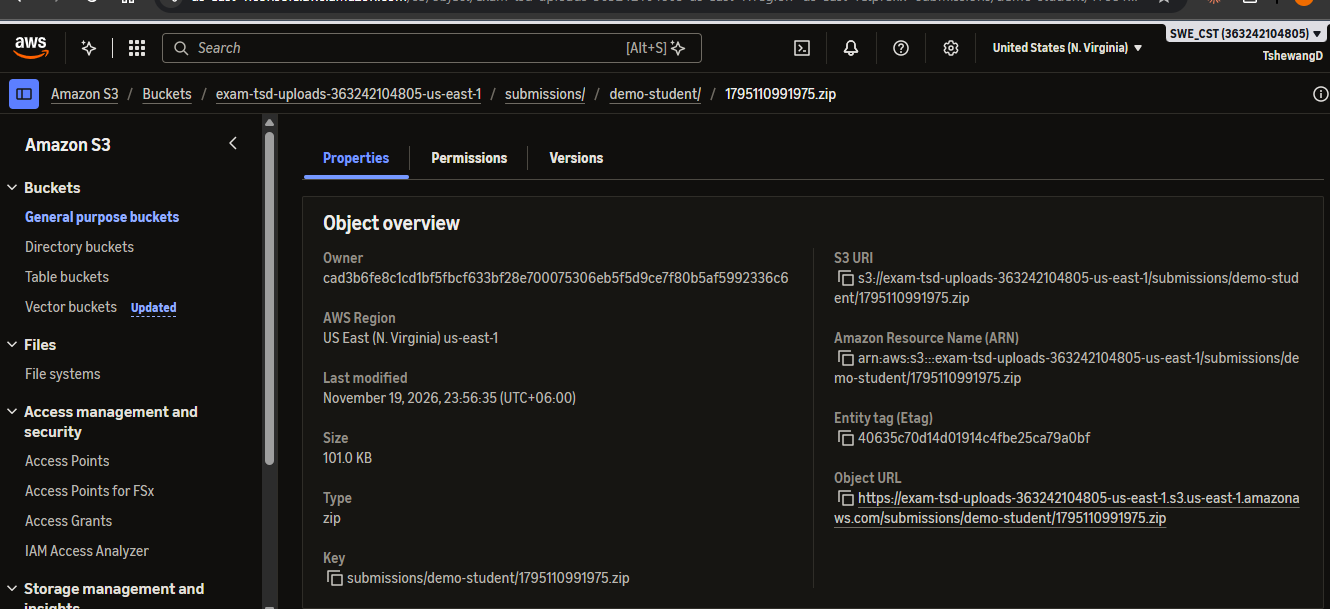 aws
Search
[Alt+S]
United States (N. Virginia) ▼
SWE_CST (363242104805) ▼
TshewangD
Amazon S3 / Buckets / exam-tsd-uploads-363242104805-us-east-1 / submissions/ / demo-student/ / 1795110991975.zip
Amazon S3
Buckets
General purpose buckets
Directory buckets
Table buckets
Vector buckets Updated
Files
File systems
Access management and
security
Access Points
Access Points for FSx
Access Grants
IAM Access Analyzer
Storage management and
insights
Properties
Permissions
Versions
Object overview
Owner
cad3b6fe8c1cd1bf5fbcf633bf28e700075306eb5f5d9ce7f80b5af5992336c6
AWS Region
US East (N. Virginia) us-east-1
Last modified
November 19, 2026, 23:56:35 (UTC+06:00)
Size
101.0 KB
Type
zip
Key
submissions/demo-student/1795110991975.zip
S3 URI
s3://exam-tsd-uploads-363242104805-us-east-1/submissions/demo-stud
ent/1795110991975.zip
Amazon Resource Name (ARN)
arn:aws:s3:::exam-tsd-uploads-363242104805-us-east-1/submissions/de
mo-student/1795110991975.zip
Entity tag (Etag)
40635c70d14d01914c4fbe25ca79a0bf
Object URL
https://exam-tsd-uploads-363242104805-us-east-1.s3.us-east-1.amazona
ws.com/submissions/demo-student/1795110991975.zip